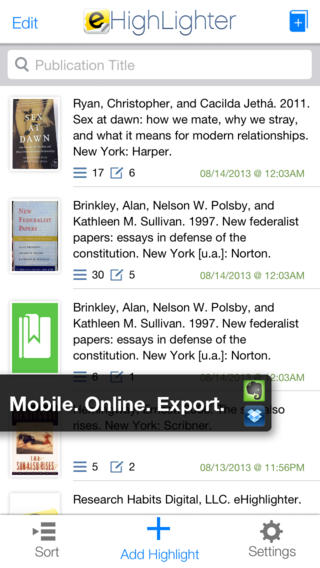 Edit
eHighLighter
Publication Title
SEX
AT
DAWN
Ryan, Christopher, and Cacilda Jethá. 2011.
Sex at dawn: how we mate, why we stray,
and what it means for modern relationships.
New York: Harper.
17 6 08/14/2013 @ 12:03AM
NEW
FEDERALIST
PAPERS
Brinkley, Alan, Nelson W. Polsby, and
Kathleen M. Sullivan. 1997. New federalist
papers: essays in defense of the
constitution. New York [u.a.]: Norton.
30 5 08/14/2013 @ 12:03AM
Brinkley, Alan, Nelson W. Polsby, and
Kathleen M. Sullivan. 1997. New federalist
papers: essays in defense of the
constitution. New York [u.a.]: Norton.
6 1 08/14/2013 @ 12:03AM
Mobile. Online. Export.
also
rises. New York: Scribner.
SUN ALSO RISES
5 2 08/13/2013 @ 11:56PM
Research Habits Digital, LLC. eHighlighter.
Sort
Add Highlight
Settings